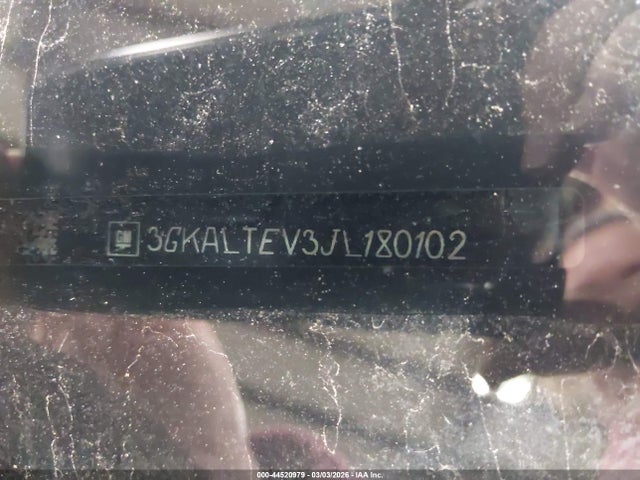 GM 3GKALTEV3JL180102
000-44520979 - 03/03/2026 - IAA Inc.